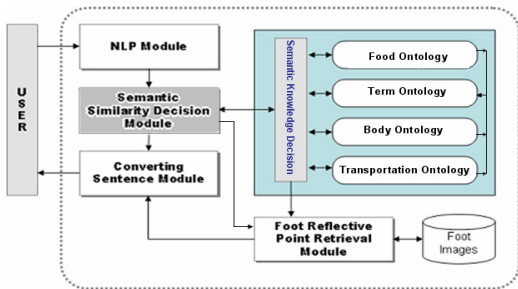 USER
NLP Module
Semantic
Similarity Decision
Module
Converting
Sentence Module
Semantic Knowledge Decision
Food Ontology
Term Ontology
Body Ontology
Transportation Ontology
Foot Reflective
Point Retrieval
Module
Foot
Images